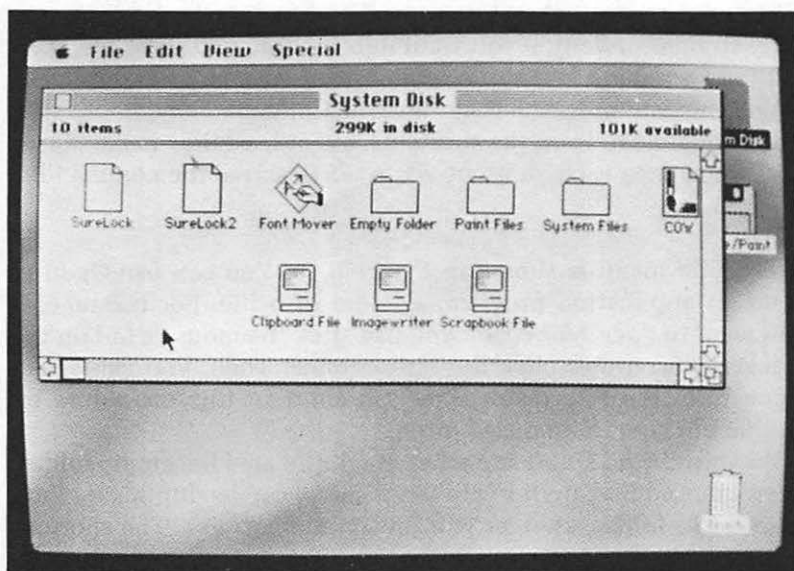 File Edit View Special
System Disk
10 items 299K in disk 101K available
m Disk
SureLock SureLock2 Font Mover Empty Folder Paint Files System Files COW
e/Paint
Clipboard File Imagewriter Scrapbook File